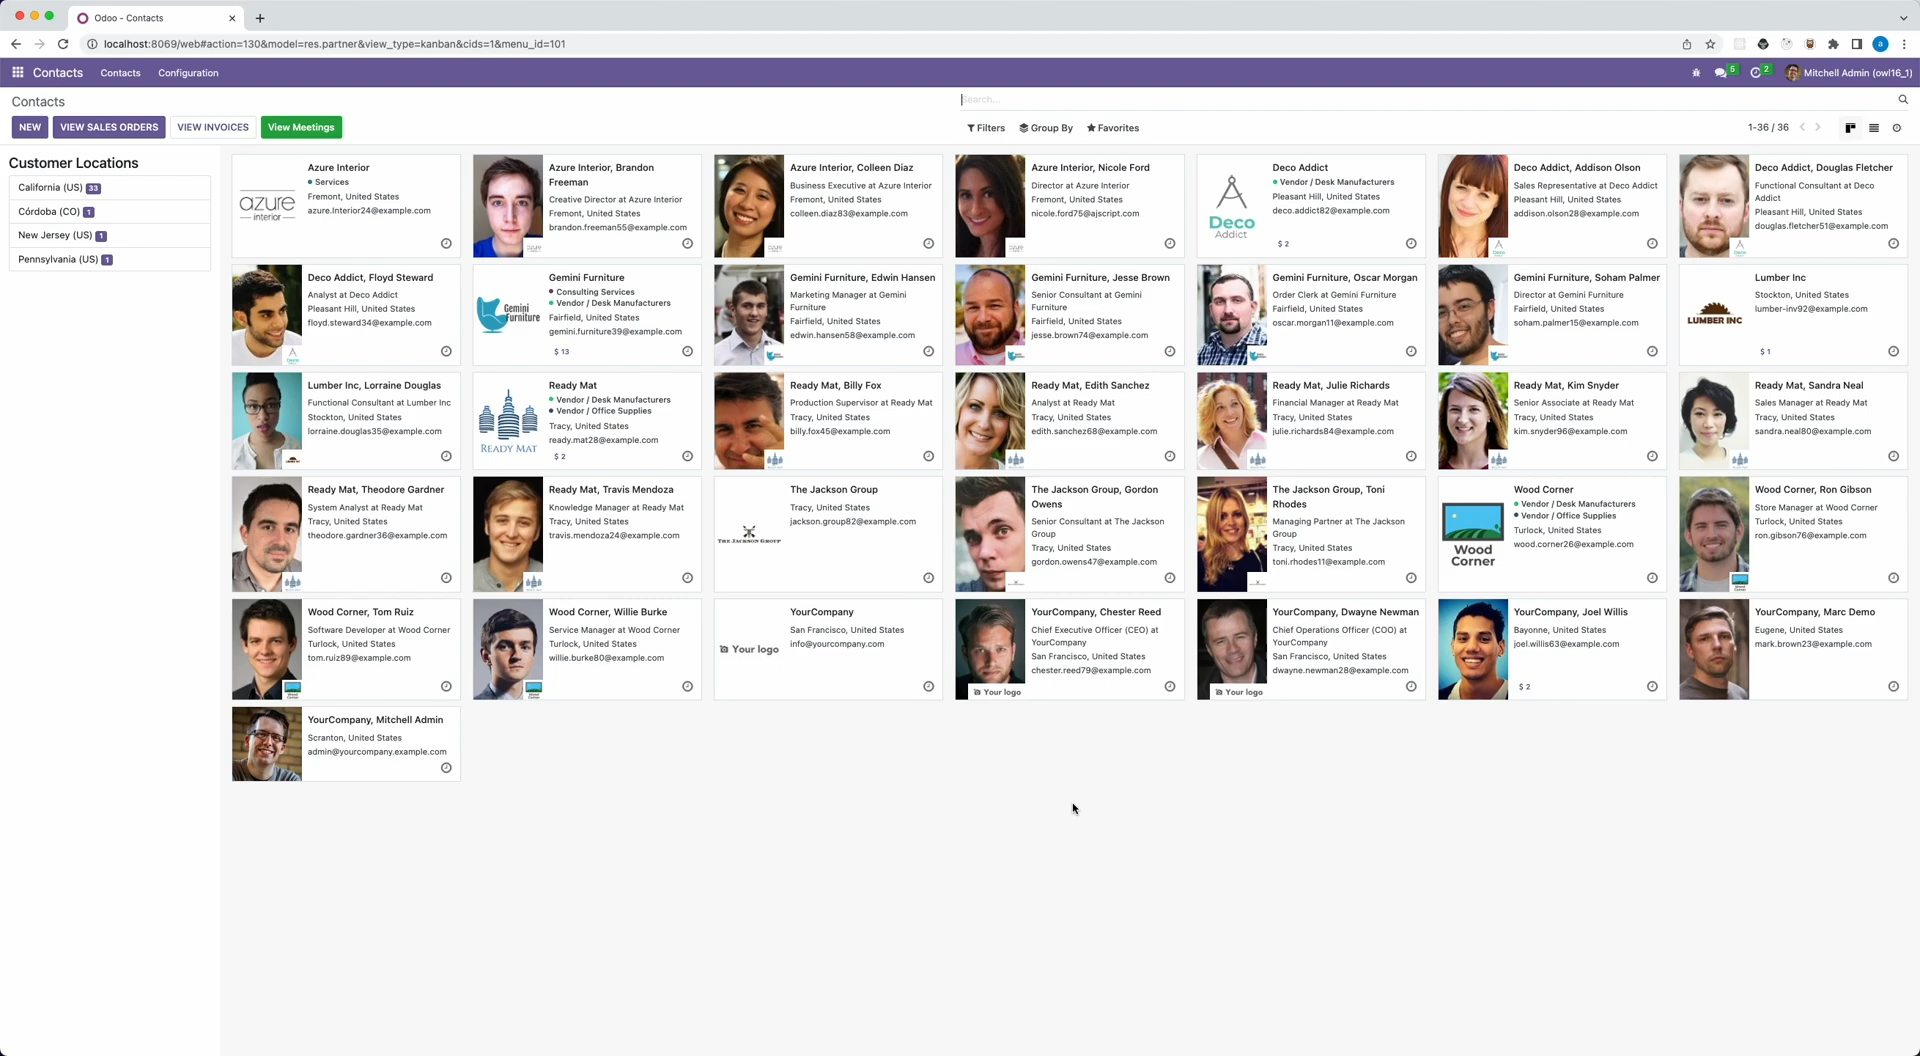 Odoo - Contacts
localhost:8069/web#action=130&model=res.partner&view_type=kanban&cids=1&menu_id=101
a
Contacts Contacts Configuration
5 2 Mitchell Admin (owl16_1)
Contacts
Search...
NEW VIEW SALES ORDERS VIEW INVOICES View Meetings
Filters Group By Favorites
1-36 / 36
Customer Locations
California (US) 33
Córdoba (CO) 1
New Jersey (US) 1
Pennsylvania (US) 1
azure
interior
Azure Interior
Services
Fremont, United States
azure.Interior24@example.com
Azure Interior, Brandon
Freeman
Creative Director at Azure Interior
Fremont, United States
brandon.freeman55@example.com
Azure Interior, Colleen Diaz
Business Executive at Azure Interior
Fremont, United States
colleen.diaz83@example.com
Azure Interior, Nicole Ford
Director at Azure Interior
Fremont, United States
nicole.ford75@ajscript.com
Deco
Addict
Deco Addict
Vendor / Desk Manufacturers
Pleasant Hill, United States
deco.addict82@example.com
$ 2
Deco Addict, Addison Olson
Sales Representative at Deco Addict
Pleasant Hill, United States
addison.olson28@example.com
Deco Addict, Douglas Fletcher
Functional Consultant at Deco
Addict
Pleasant Hill, United States
douglas.fletcher51@example.com
Deco Addict, Floyd Steward
Analyst at Deco Addict
Pleasant Hill, United States
floyd.steward34@example.com
Gemini
Furniture
Gemini Furniture
Consulting Services
Vendor / Desk Manufacturers
Fairfield, United States
gemini.furniture39@example.com
$ 13
Gemini Furniture, Edwin Hansen
Marketing Manager at Gemini
Furniture
Fairfield, United States
edwin.hansen58@example.com
Gemini Furniture, Jesse Brown
Senior Consultant at Gemini
Furniture
Fairfield, United States
jesse.brown74@example.com
Gemini Furniture, Oscar Morgan
Order Clerk at Gemini Furniture
Fairfield, United States
oscar.morgan11@example.com
Gemini Furniture, Soham Palmer
Director at Gemini Furniture
Fairfield, United States
soham.palmer15@example.com
LUMBER INC
Lumber Inc
Stockton, United States
lumber-inv92@example.com
$ 1
Lumber Inc, Lorraine Douglas
Functional Consultant at Lumber Inc
Stockton, United States
lorraine.douglas35@example.com
READY MAT
Ready Mat
Vendor / Desk Manufacturers
Vendor / Office Supplies
Tracy, United States
ready.mat28@example.com
$ 2
Ready Mat, Billy Fox
Production Supervisor at Ready Mat
Tracy, United States
billy.fox45@example.com
Ready Mat, Edith Sanchez
Analyst at Ready Mat
Tracy, United States
edith.sanchez68@example.com
Ready Mat, Julie Richards
Financial Manager at Ready Mat
Tracy, United States
julie.richards84@example.com
Ready Mat, Kim Snyder
Senior Associate at Ready Mat
Tracy, United States
kim.snyder96@example.com
Ready Mat, Sandra Neal
Sales Manager at Ready Mat
Tracy, United States
sandra.neal80@example.com
Ready Mat, Theodore Gardner
System Analyst at Ready Mat
Tracy, United States
theodore.gardner36@example.com
Ready Mat, Travis Mendoza
Knowledge Manager at Ready Mat
Tracy, United States
travis.mendoza24@example.com
THE JACKSON GROUP
The Jackson Group
Tracy, United States
jackson.group82@example.com
The Jackson Group, Gordon
Owens
Senior Consultant at The Jackson
Group
Tracy, United States
gordon.owens47@example.com
The Jackson Group, Toni
Rhodes
Managing Partner at The Jackson
Group
Tracy, United States
toni.rhodes11@example.com
Wood
Corner
Wood Corner
Vendor / Desk Manufacturers
Vendor / Office Supplies
Turlock, United States
wood.corner26@example.com
Wood Corner, Ron Gibson
Store Manager at Wood Corner
Turlock, United States
ron.gibson76@example.com
Wood Corner, Tom Ruiz
Software Developer at Wood Corner
Turlock, United States
tom.ruiz89@example.com
Wood Corner, Willie Burke
Service Manager at Wood Corner
Turlock, United States
willie.burke80@example.com
Your logo
YourCompany
San Francisco, United States
info@yourcompany.com
YourCompany, Chester Reed
Chief Executive Officer (CEO) at
YourCompany
San Francisco, United States
chester.reed79@example.com
Your logo
YourCompany, Dwayne Newman
Chief Operations Officer (COO) at
YourCompany
San Francisco, United States
dwayne.newman28@example.com
Your logo
YourCompany, Joel Willis
Bayonne, United States
joel.willis63@example.com
$ 2
YourCompany, Marc Demo
Eugene, United States
mark.brown23@example.com
YourCompany, Mitchell Admin
Scranton, United States
admin@yourcompany.example.com